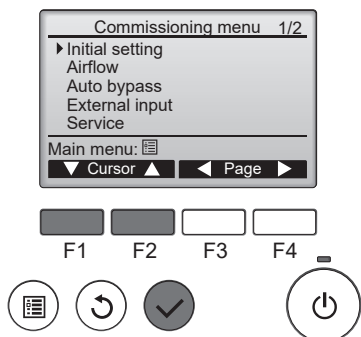 Commissioning menu 1/2
Initial setting
Airflow
Auto bypass
External input
Service
Main menu:
Cursor Page
F1 F2 F3 F4